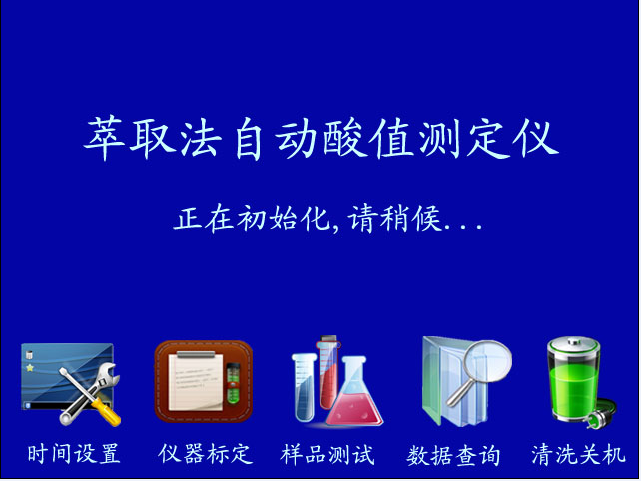 萃取法自动酸值测定仪
正在初始化,请稍候...
时间设置 仪器标定 样品测试 数据查询 清洗关机